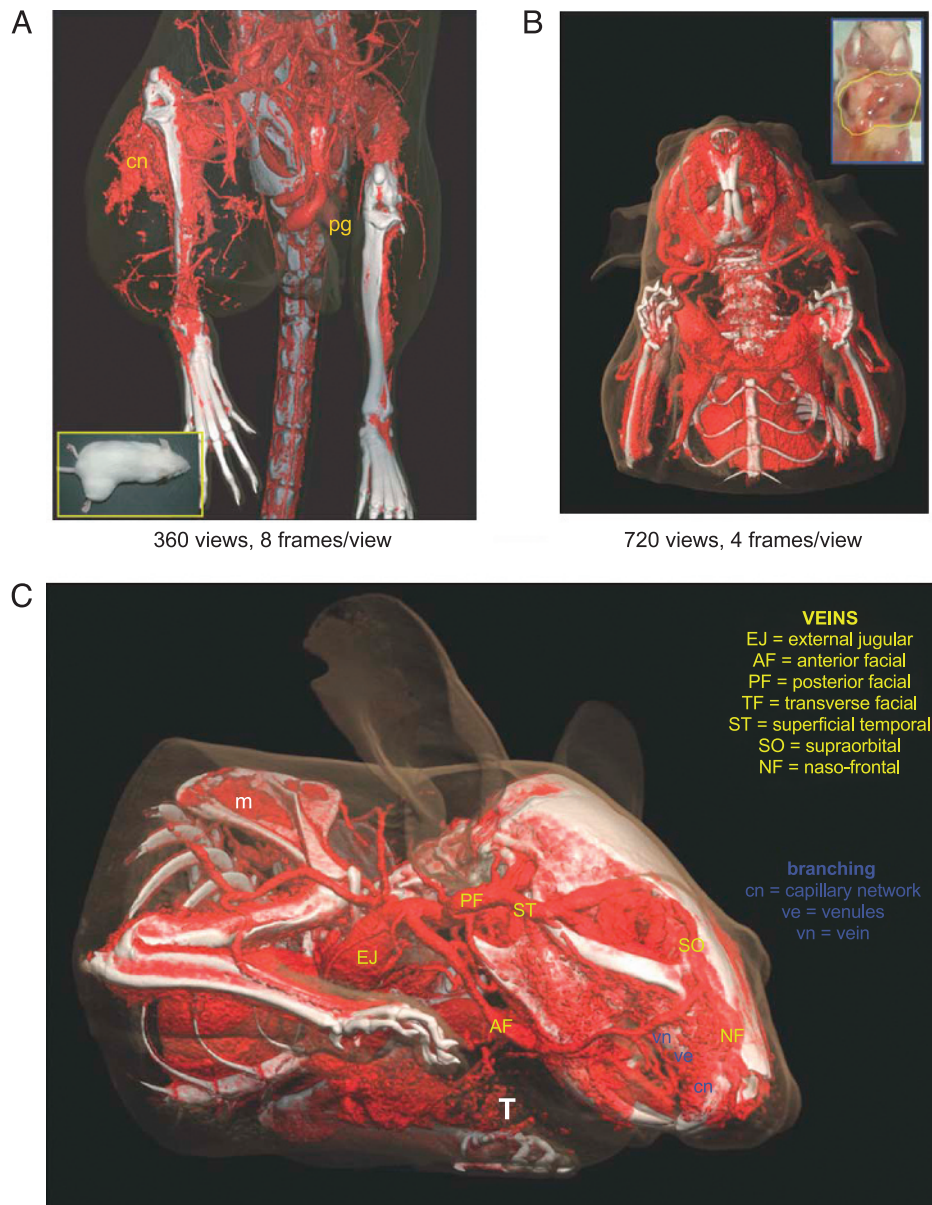 A
B
cn
pg
360 views, 8 frames/view
720 views, 4 frames/view
C
VEINS
EJ = external jugular
AF = anterior facial
PF = posterior facial
TF = transverse facial
ST = superficial temporal
SO = supraorbital
NF = naso-frontal
m
branching
cn = capillary network
ve = venules
vn = vein
PF
ST
EJ
SO
AF
NF
vn
ve
cn
T